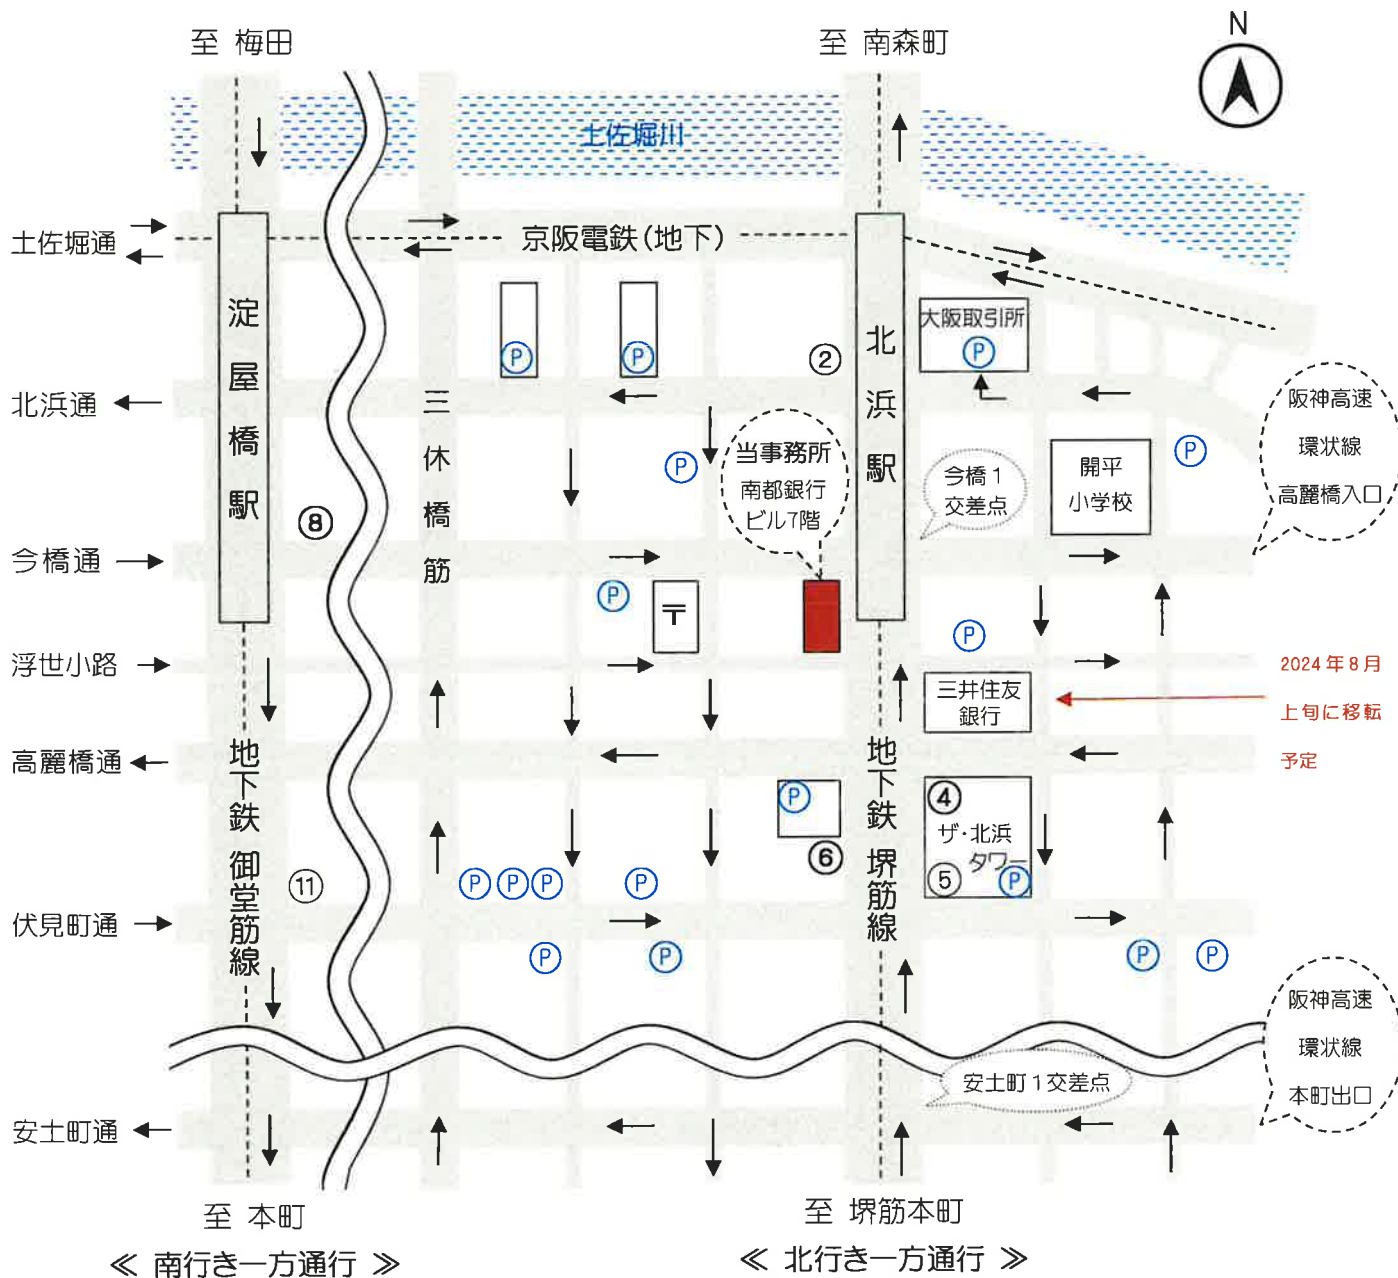 至 梅田
至 南森町
N
土佐堀川
土佐堀通
京阪電鉄(地下)
淀屋橋駅
北浜駅
大阪取引所
P
P
P
②
三休橋筋
北浜通
阪神高速
環状線
高麗橋入口
当事務所
南都銀行
ビル7階
今橋1
交差点
開平
小学校
P
P
⑧
今橋通
P
〒
P
浮世小路
三井住友
銀行
2024年8月
上旬に移転
予定
高麗橋通
地下鉄 御堂筋線
地下鉄 堺筋線
P
④
ザ・北浜
タワー
⑤
P
⑥
⑪
P
P
P
P
伏見町通
P
P
P
P
阪神高速
環状線
本町出口
安土町1交差点
安土町通
至 本町
至 堺筋本町
≪ 南行き一方通行 ≫
≪ 北行き一方通行 ≫